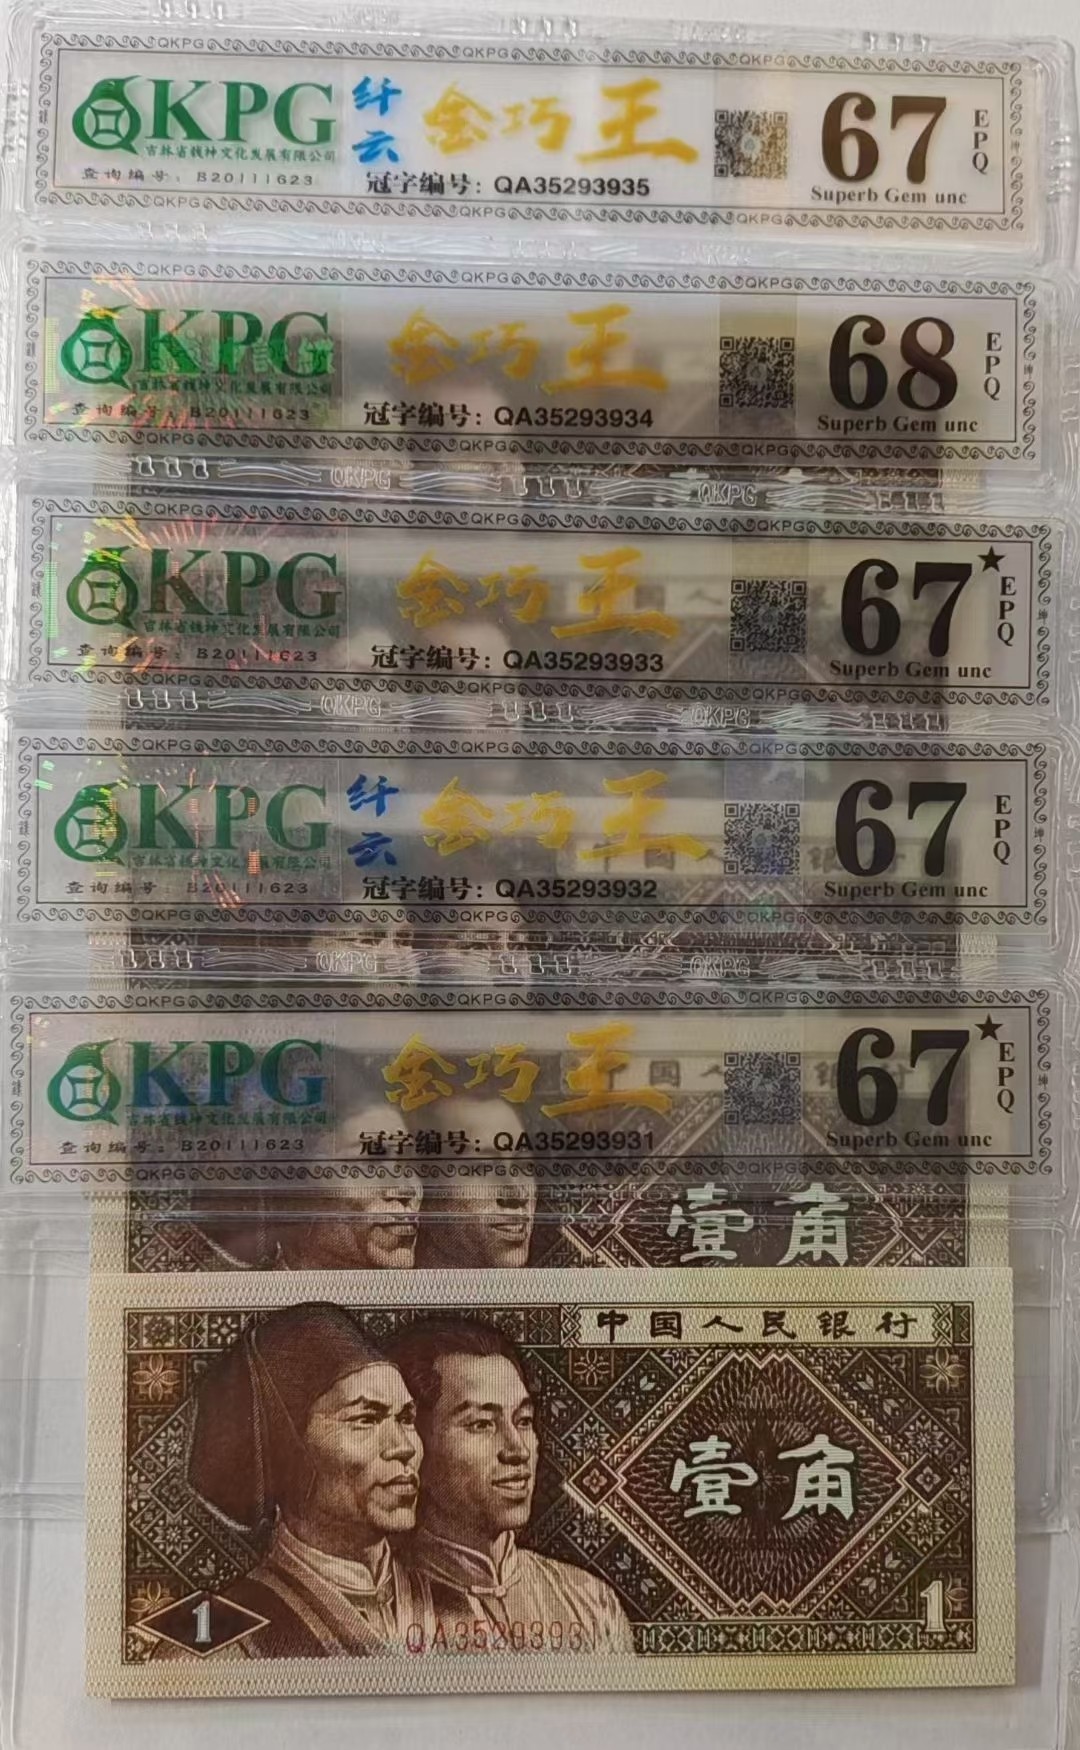 QKPG 纤云 金巧王 67 EPQ
吉林省钱坤文化发展有限公司
查询编号：B20111623 冠字编号：QA35293935 Superb Gem unc
QKPG 金巧王 68 EPQ
吉林省钱坤文化发展有限公司
查询编号：B20111623 冠字编号：QA35293934 Superb Gem unc
QKPG 金巧王 67★ EPQ
吉林省钱坤文化发展有限公司
查询编号：B20111623 冠字编号：QA35293933 Superb Gem unc
QKPG 纤云 金巧王 67 EPQ
吉林省钱坤文化发展有限公司
查询编号：B20111623 冠字编号：QA35293932 Superb Gem unc
QKPG 金巧王 67★ EPQ
吉林省钱坤文化发展有限公司
查询编号：B20111623 冠字编号：QA35293931 Superb Gem unc
壹角
中国人民银行
壹角
1 1
QA35293931